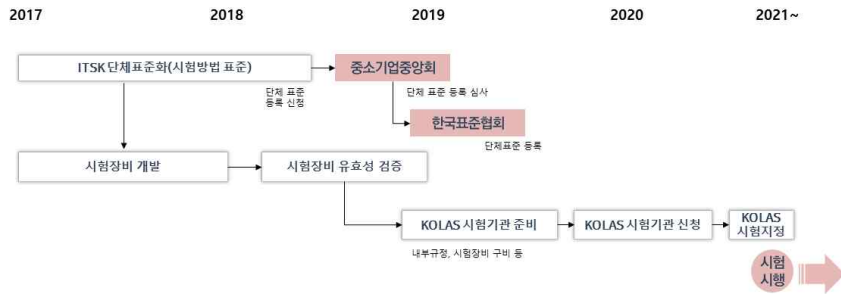 2017 2018 2019 2020 2021~
ITSK 단체표준화(시험방법 표준)
중소기업중앙회
단체 표준
등록 신청
단체 표준 등록 심사
한국표준협회
단체표준 등록
시험장비 개발
시험장비 유효성 검증
KOLAS 시험기관 준비
KOLAS 시험기관 신청
KOLAS
시험지정
내부규정, 시험장비 구비 등
시험
시행